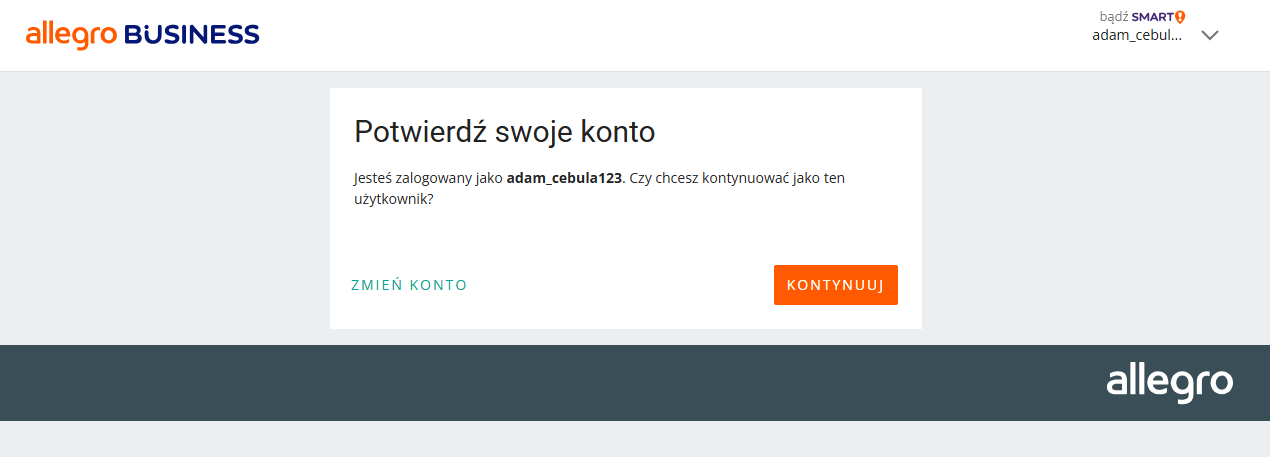 allegro BUSINESS
bądź SMART!
adam_cebul...
Potwierdź swoje konto
Jesteś zalogowany jako adam_cebula123. Czy chcesz kontynuować jako ten
użytkownik?
ZMIEŃ KONTO
KONTYNUUJ
allegro